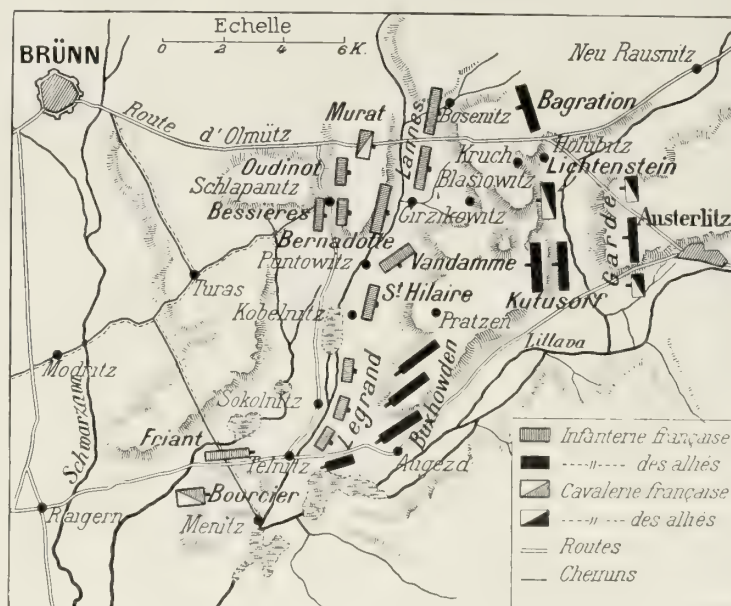 Echelle
0 2 4 6 K.
BRÜNN
Neu Rausnitz
Route d'Olmütz
Murat
Lannes.
Bosenitz
Bagration
Holubitz
Oudinot
Kruch
Lichtenstein
Schlapanitz
Blasiowitz
Bessières
Girzikowitz
Garde
Austerlitz
Bernadotte
Pontowitz
Vandamme
Turas
St Hilaire
Kutusoff
Kobelnitz
Pratzen
Littava
Modritz
Schwarzawa
Sokolnitz
Legrand
Buxhowden
Friant
Telnitz
Augezd
Bourcier
Raigern
Menitz
Infanterie française
----"--- des alliés
Cavalerie française
----"--- des alliés
Routes
Chemins